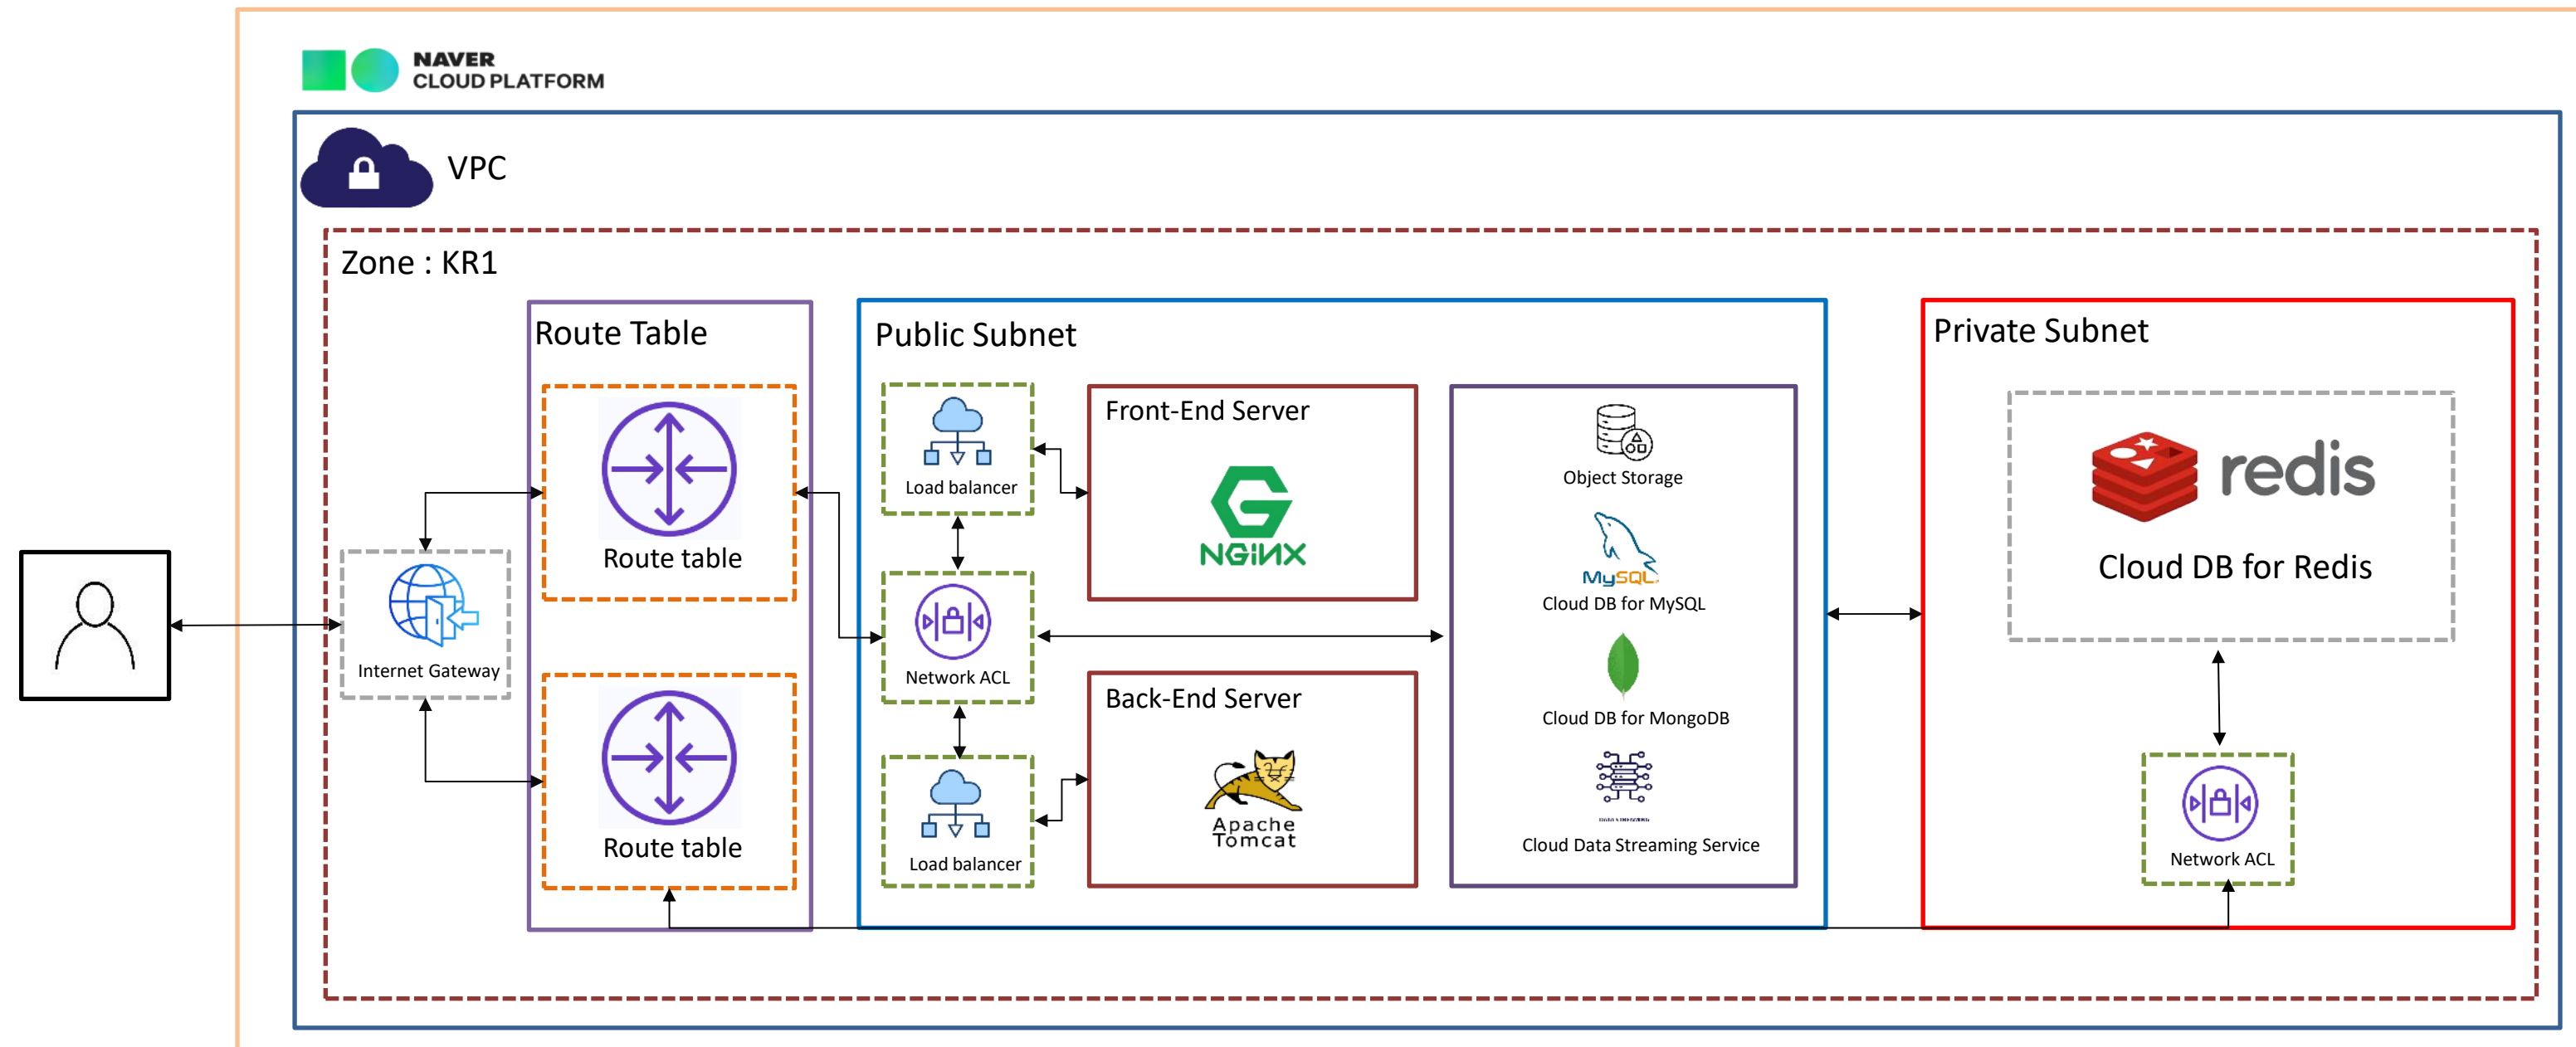 NAVER
CLOUD PLATFORM
VPC
Zone : KR1
Route Table
Route table
Route table
Internet Gateway
Public Subnet
Load balancer
Network ACL
Load balancer
Front-End Server
NGINX
Back-End Server
Apache
Tomcat
Object Storage
MySQL
Cloud DB for MySQL
Cloud DB for MongoDB
Cloud Data Streaming Service
Private Subnet
redis
Cloud DB for Redis
Network ACL